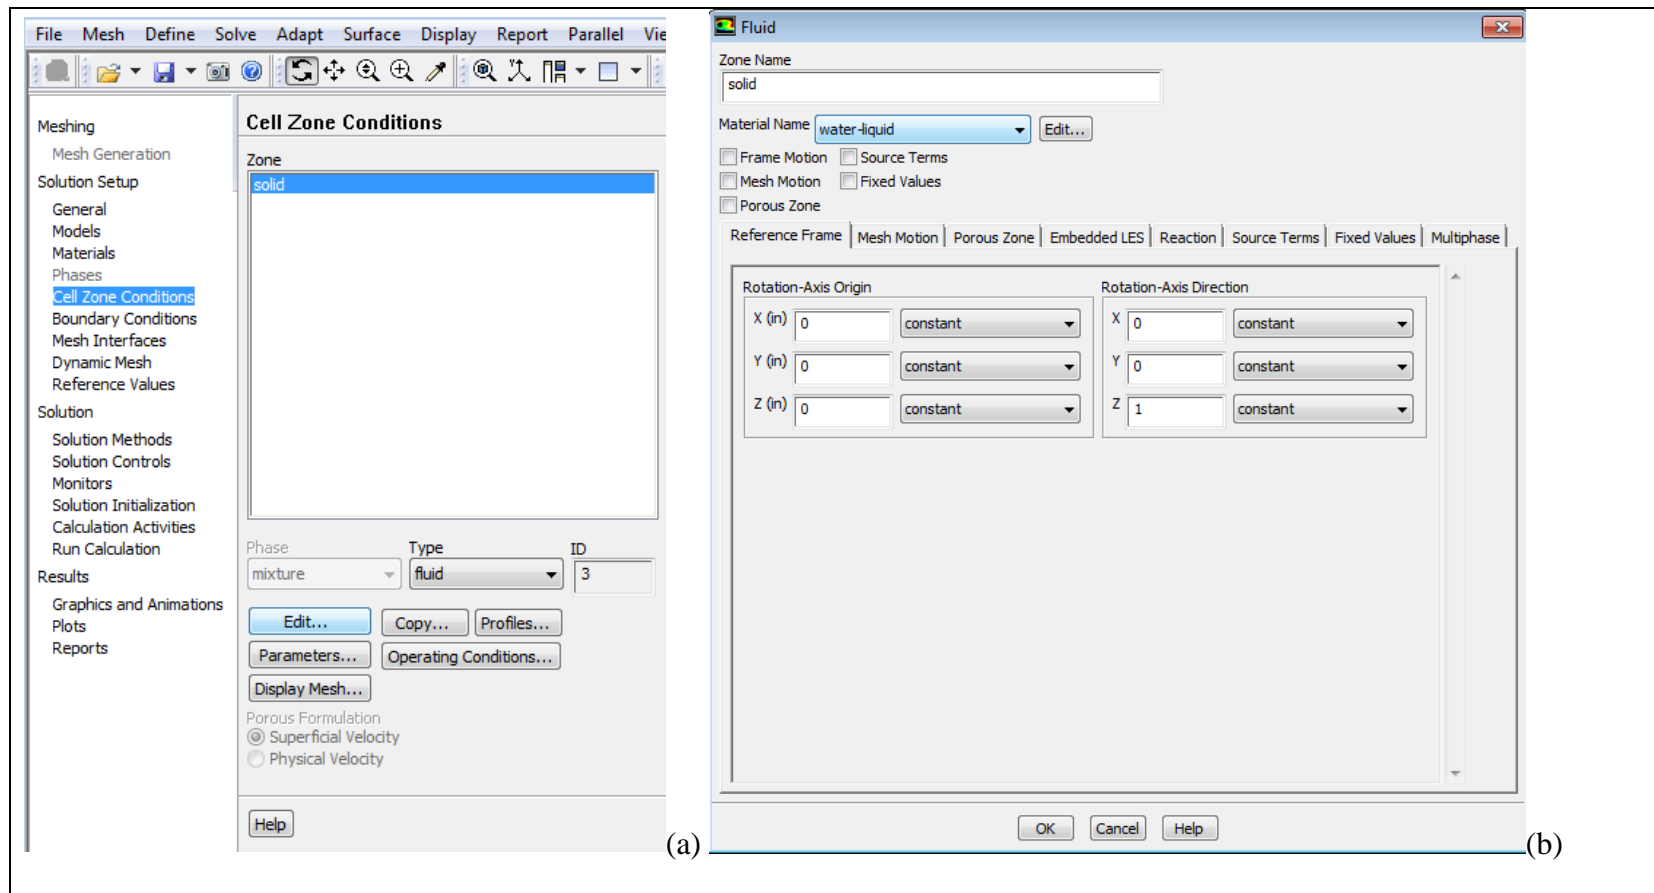 File Mesh Define Solve Adapt Surface Display Report Parallel Vie
Meshing
Mesh Generation
Solution Setup
General
Models
Materials
Phases
Cell Zone Conditions
Boundary Conditions
Mesh Interfaces
Dynamic Mesh
Reference Values
Solution
Solution Methods
Solution Controls
Monitors
Solution Initialization
Calculation Activities
Run Calculation
Results
Graphics and Animations
Plots
Reports
Cell Zone Conditions
Zone
solid
Phase Type ID
mixture fluid 3
Edit... Copy... Profiles...
Parameters... Operating Conditions...
Display Mesh...
Porous Formulation
Superficial Velocity
Physical Velocity
Help
(a)
Fluid
Zone Name
solid
Material Name water-liquid Edit...
Frame Motion Source Terms
Mesh Motion Fixed Values
Porous Zone
Reference Frame Mesh Motion Porous Zone Embedded LES Reaction Source Terms Fixed Values Multiphase
Rotation-Axis Origin Rotation-Axis Direction
X (in) 0 constant X 0 constant
Y (in) 0 constant Y 0 constant
Z (in) 0 constant Z 1 constant
OK Cancel Help
(b)